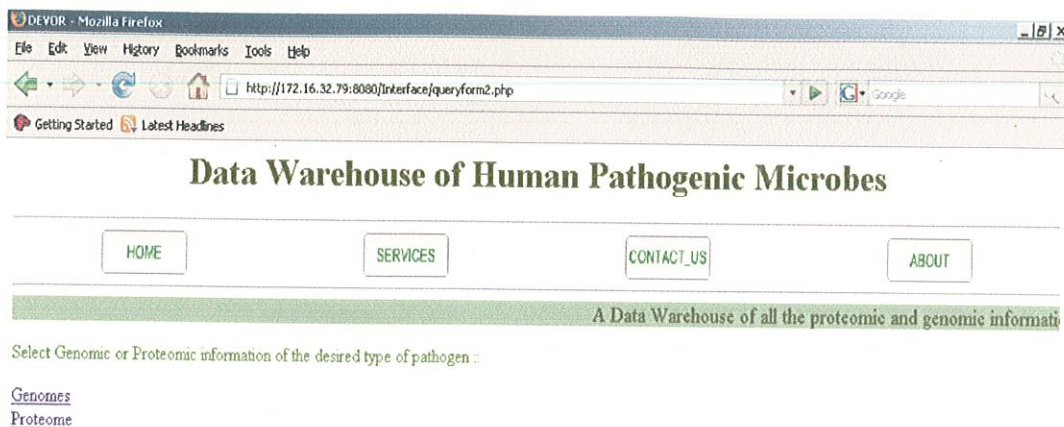 DEVOR - Mozilla Firefox
File Edit View History Bookmarks Tools Help
http://172.16.32.79:8080/Interface/queryform2.php
Google
Getting Started Latest Headlines
Data Warehouse of Human Pathogenic Microbes
HOME SERVICES CONTACT_US ABOUT
A Data Warehouse of all the proteomic and genomic informati
Select Genomic or Proteomic information of the desired type of pathogen ::
Genomes
Proteome